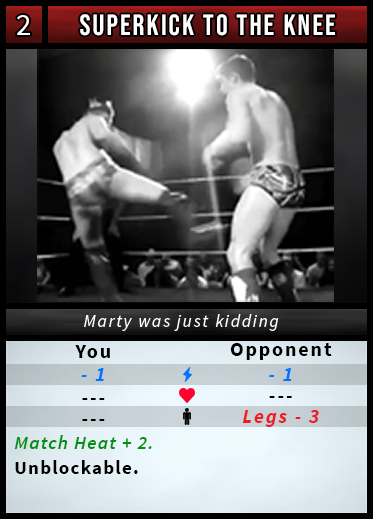 2 SUPERKICK TO THE KNEE
Marty was just kidding
You Opponent
- 1 - 1
--- ---
--- Legs - 3
Match Heat + 2.
Unblockable.